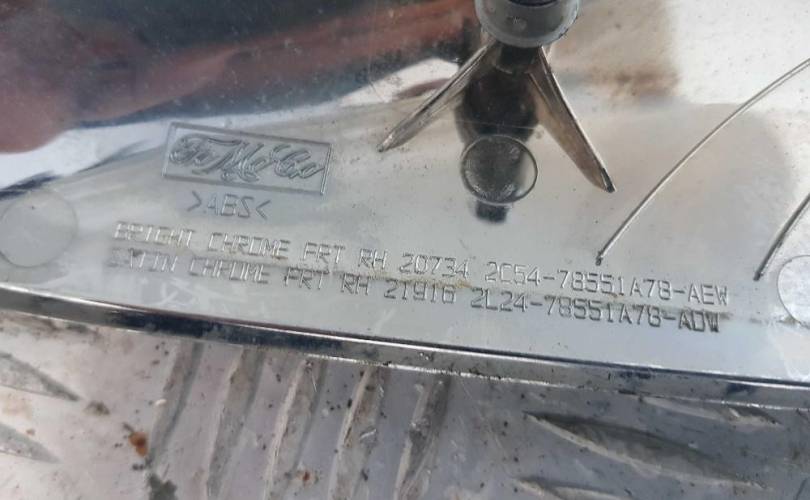 FoMoCo
>ABS<
BRIGHT CHROME FRT RH 20734 2C54-78551A78-AEW
SATIN CHROME FRT RH 21916 2L24-78551A78-ADW